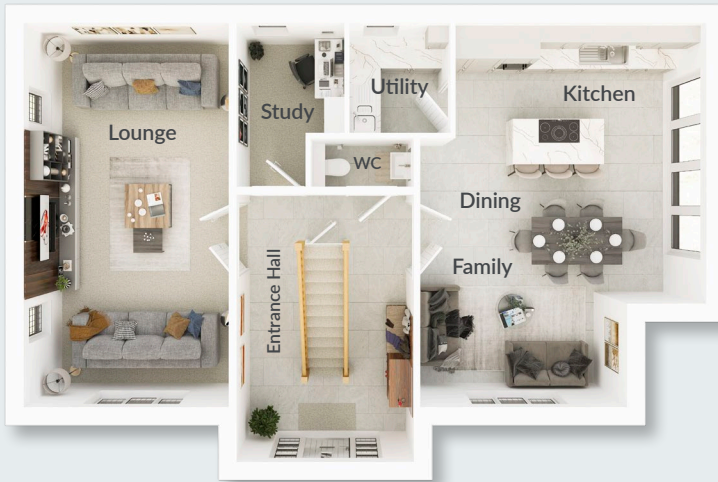 Lounge
Study
Utility
Kitchen
WC
Dining
Family
Entrance Hall